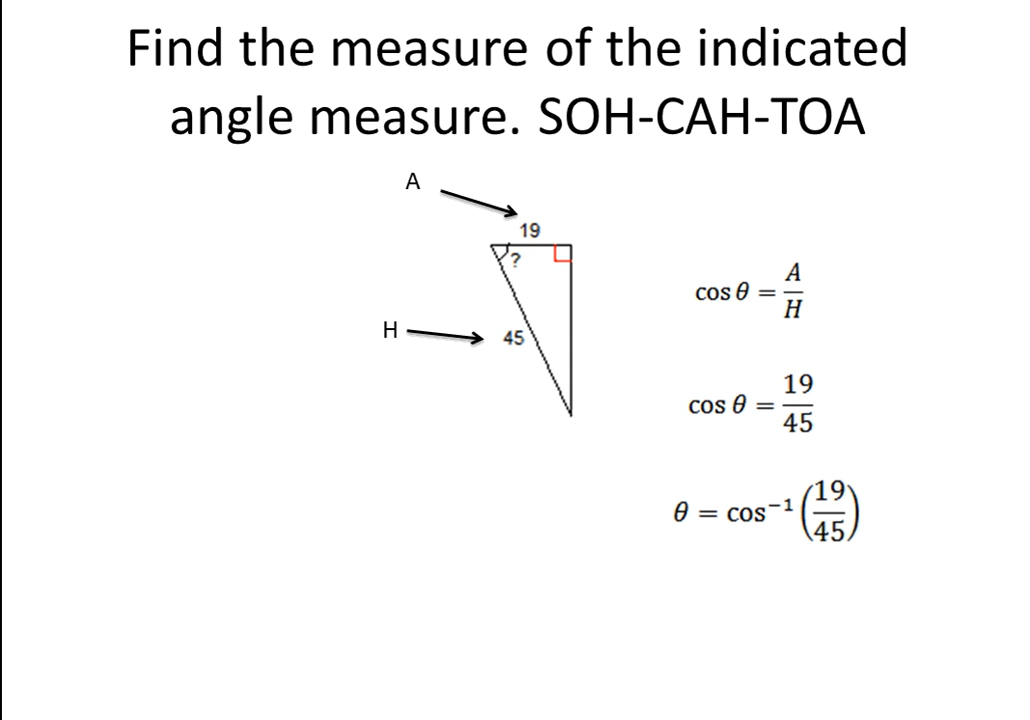 Find the measure of the indicated
angle measure. SOH-CAH-TOA
A
19
?
H
45
cos θ = A/H
cos θ = 19/45
θ = cos⁻¹(19/45)